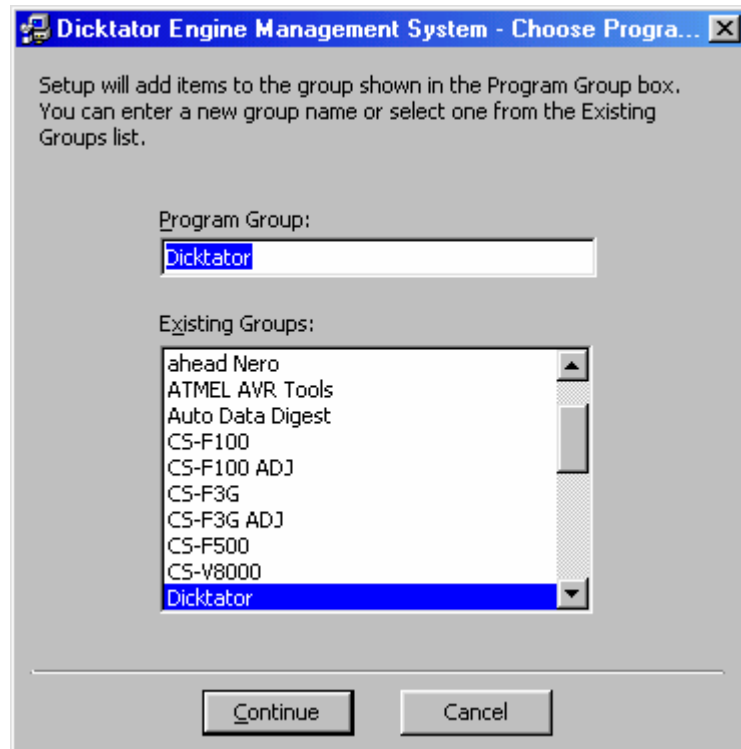 Dicktator Engine Management System - Choose Progra...
Setup will add items to the group shown in the Program Group box.
You can enter a new group name or select one from the Existing
Groups list.
Program Group:
Dicktator
Existing Groups:
ahead Nero
ATMEL AVR Tools
Auto Data Digest
CS-F100
CS-F100 ADJ
CS-F3G
CS-F3G ADJ
CS-F500
CS-V8000
Dicktator
Continue
Cancel